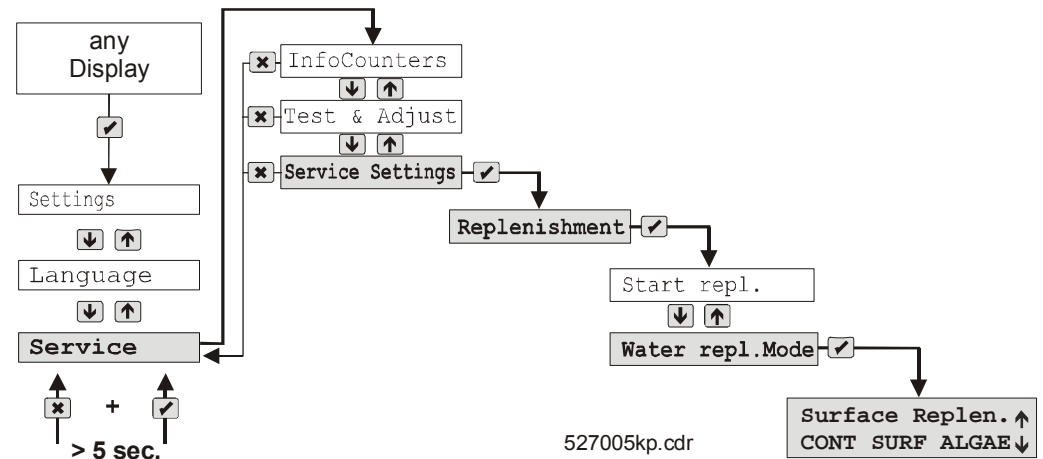 any
Display
Settings
Language
Service
+
> 5 sec.
InfoCounters
Test & Adjust
Service Settings
Replenishment
Start repl.
Water repl.Mode
Surface Replen.
CONT SURF ALGAE
527005kp.cdr